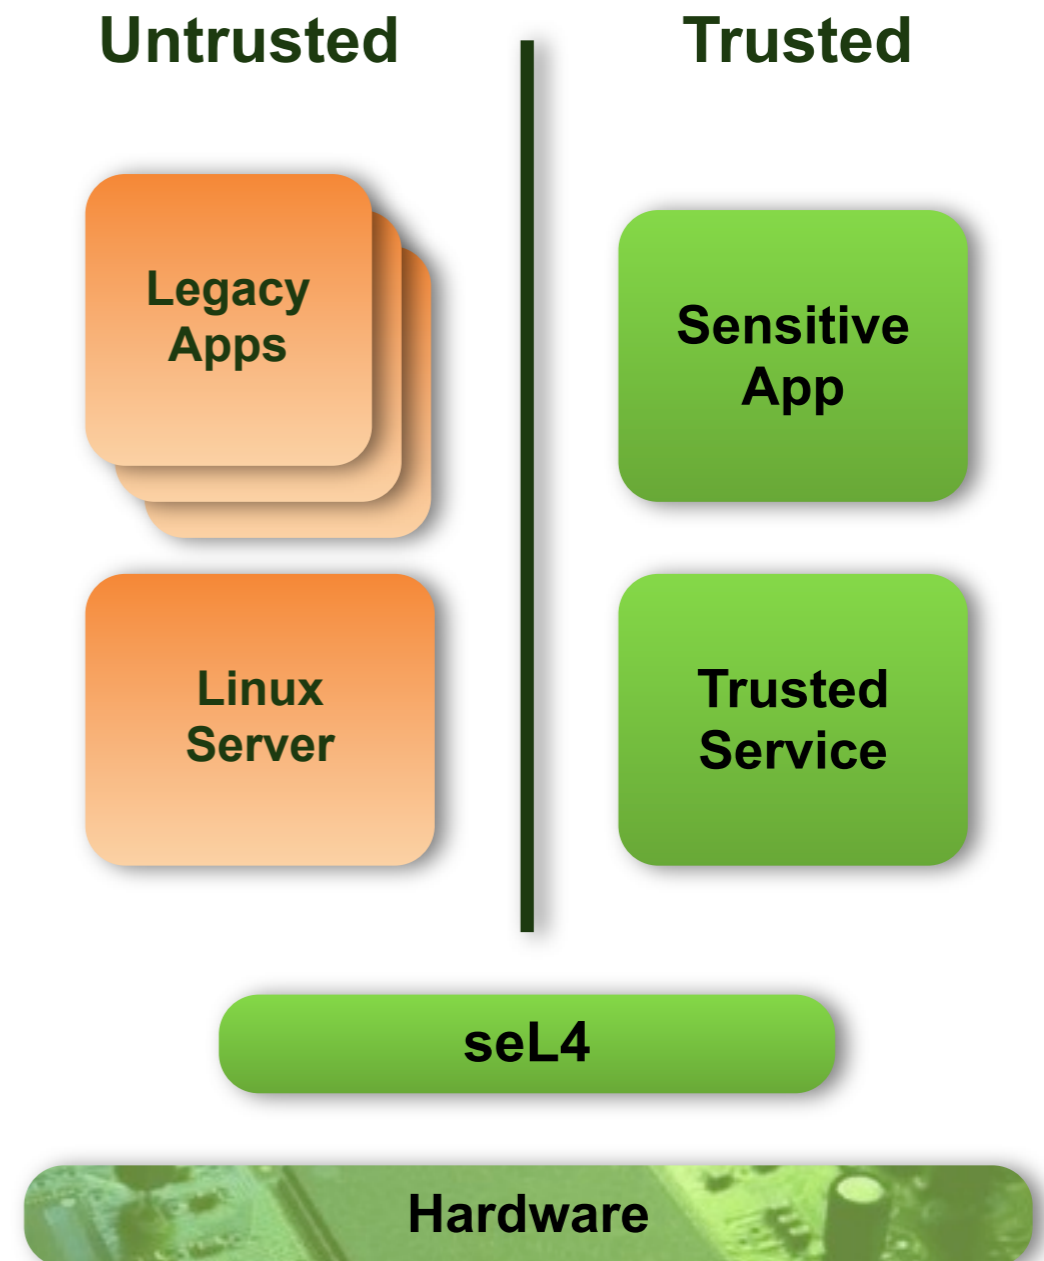 Untrusted
Trusted
Legacy
Apps
Sensitive
App
Linux
Server
Trusted
Service
seL4
Hardware